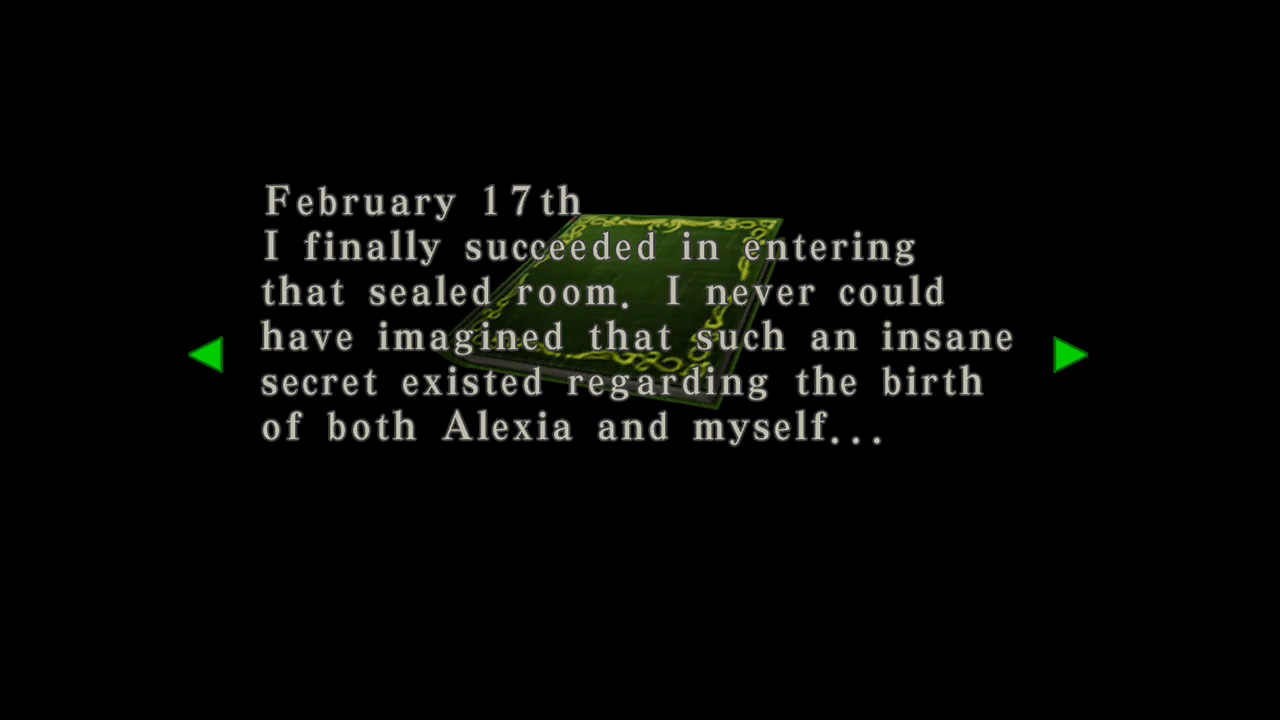 February 17th
I finally succeeded in entering
that sealed room. I never could
have imagined that such an insane
secret existed regarding the birth
of both Alexia and myself...